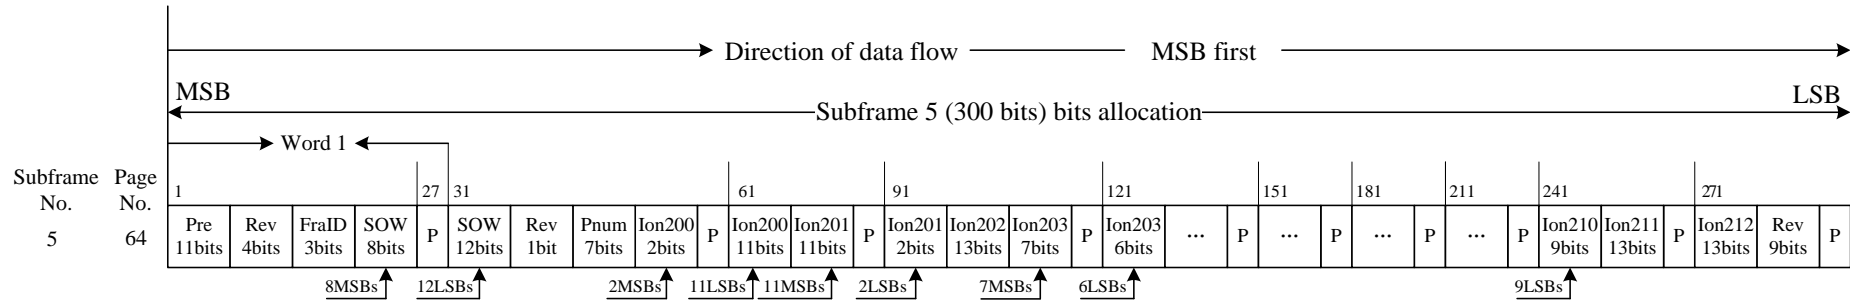 Direction of data flow MSB first
MSB LSB
Subframe 5 (300 bits) bits allocation
Word 1
Subframe Page
No. No.
1 27 31 61 91 121 151 181 211 241 271
5 64
Pre Rev FraID SOW P SOW Rev Pnum Ion200 P Ion200 Ion201 P Ion201 Ion202 Ion203 P Ion203 ... P ... P ... P ... P Ion210 Ion211 P Ion212 Rev P
11bits 4bits 3bits 8bits 12bits 1bit 7bits 2bits 11bits 11bits 2bits 13bits 7bits 6bits 9bits 13bits 13bits 9bits
8MSBs 12LSBs 2MSBs 11LSBs 11MSBs 2LSBs 7MSBs 6LSBs 9LSBs